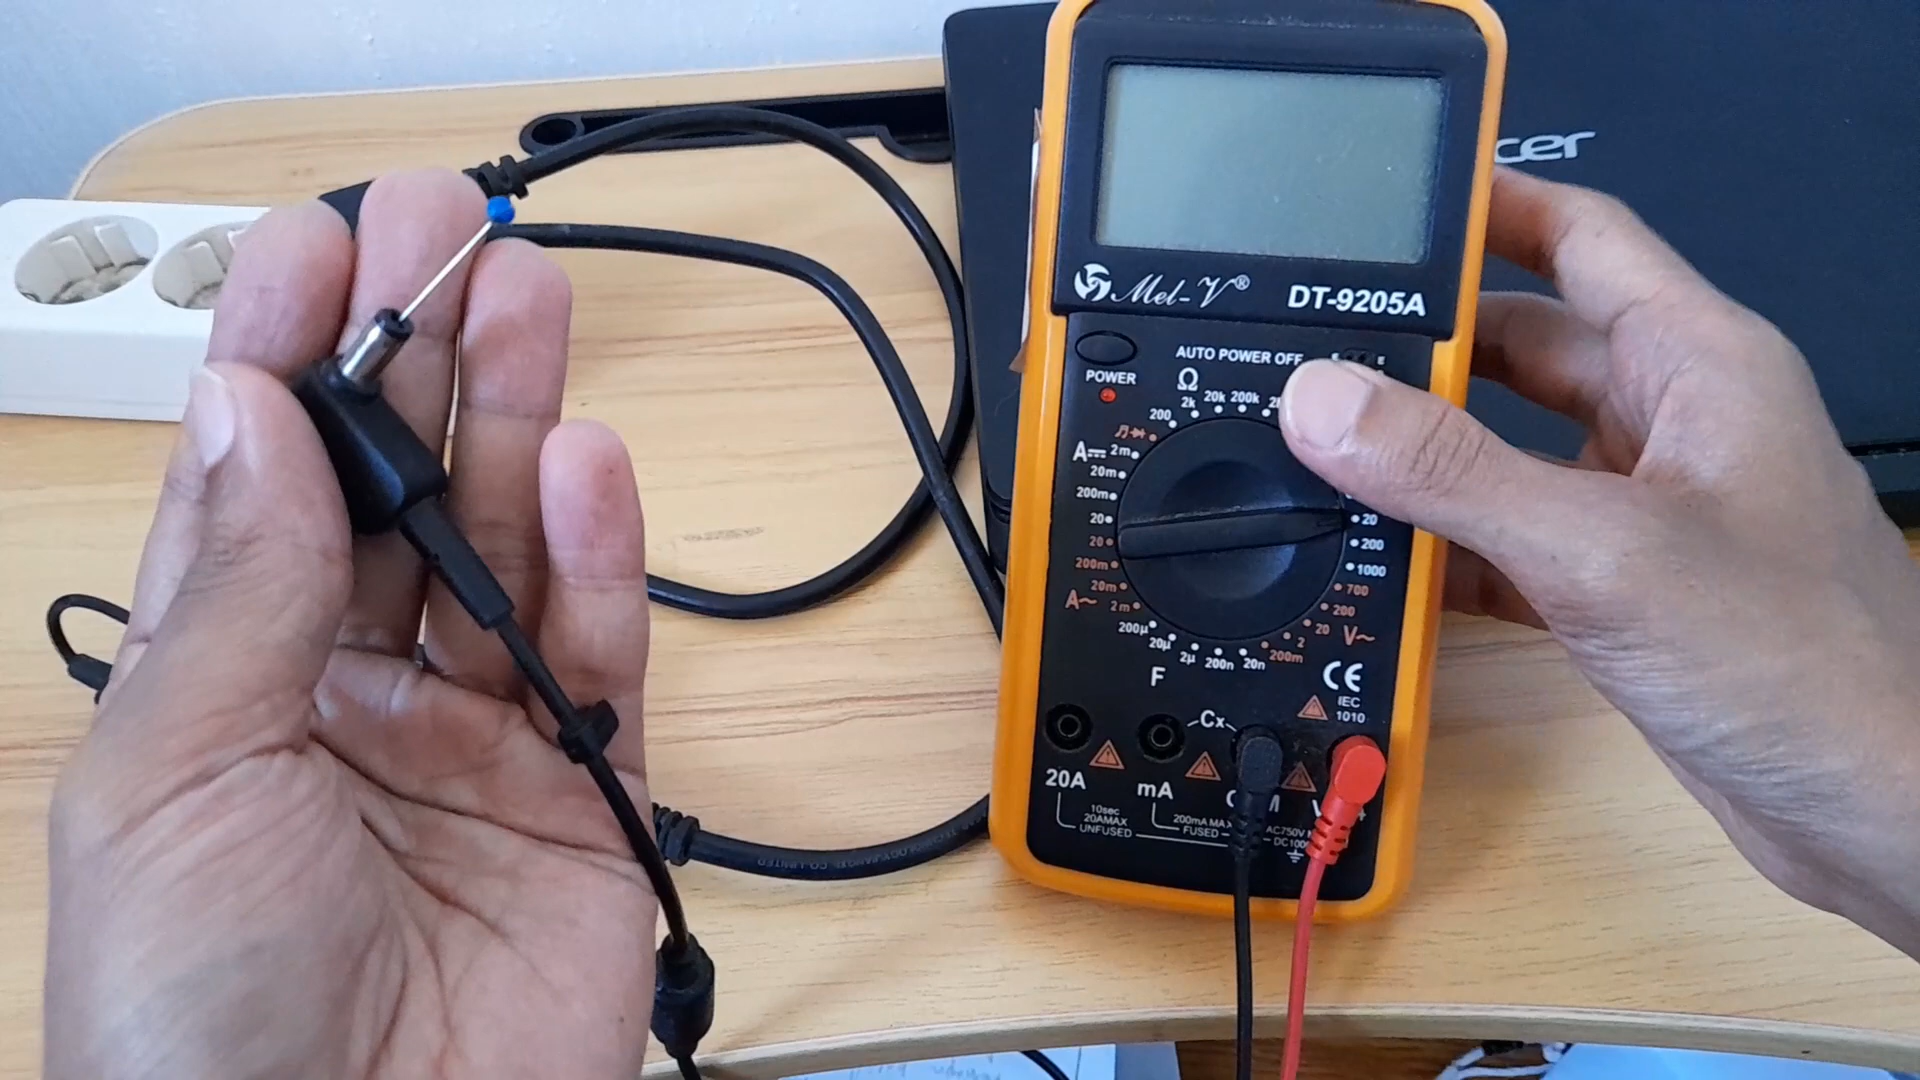 cer
Mel-V®
DT-9205A
AUTO POWER OFF
E
POWER
Ω
2k
20k
200k
200
A⎓
2m
20m
200m
20
20
200m
20m
A~
2m
200µ
20µ
2µ
200n
20n
F
20
200
1000
700
200
20
2
200m
V~
CE
IEC
1010
Cx
20A
mA
10sec
20AMAX
UNFUSED
200mA MAX
FUSED
AC750V